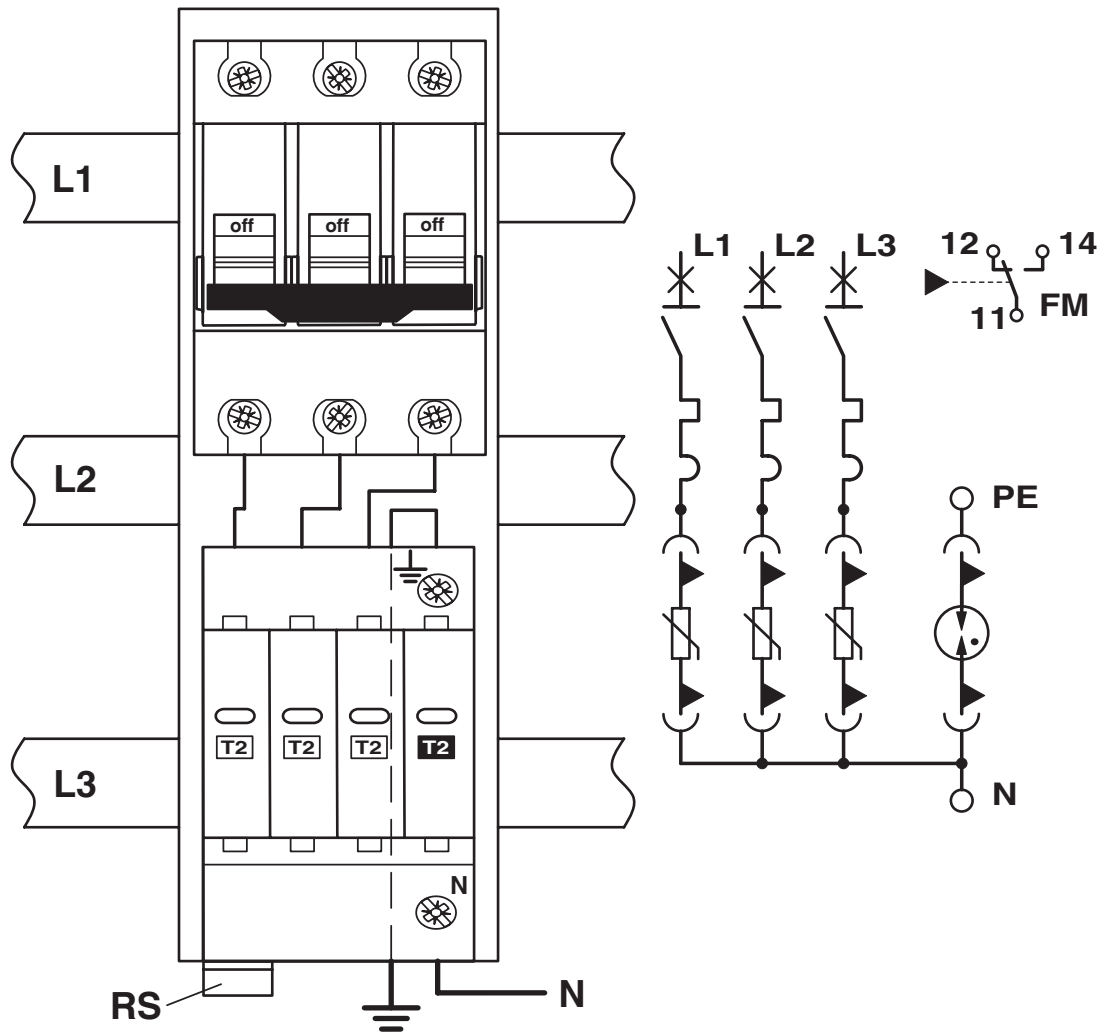 L1
off off off
L2
T2 T2 T2 T2
L3
N
RS
N
L1 L2 L3
12 14
11 FM
PE
N